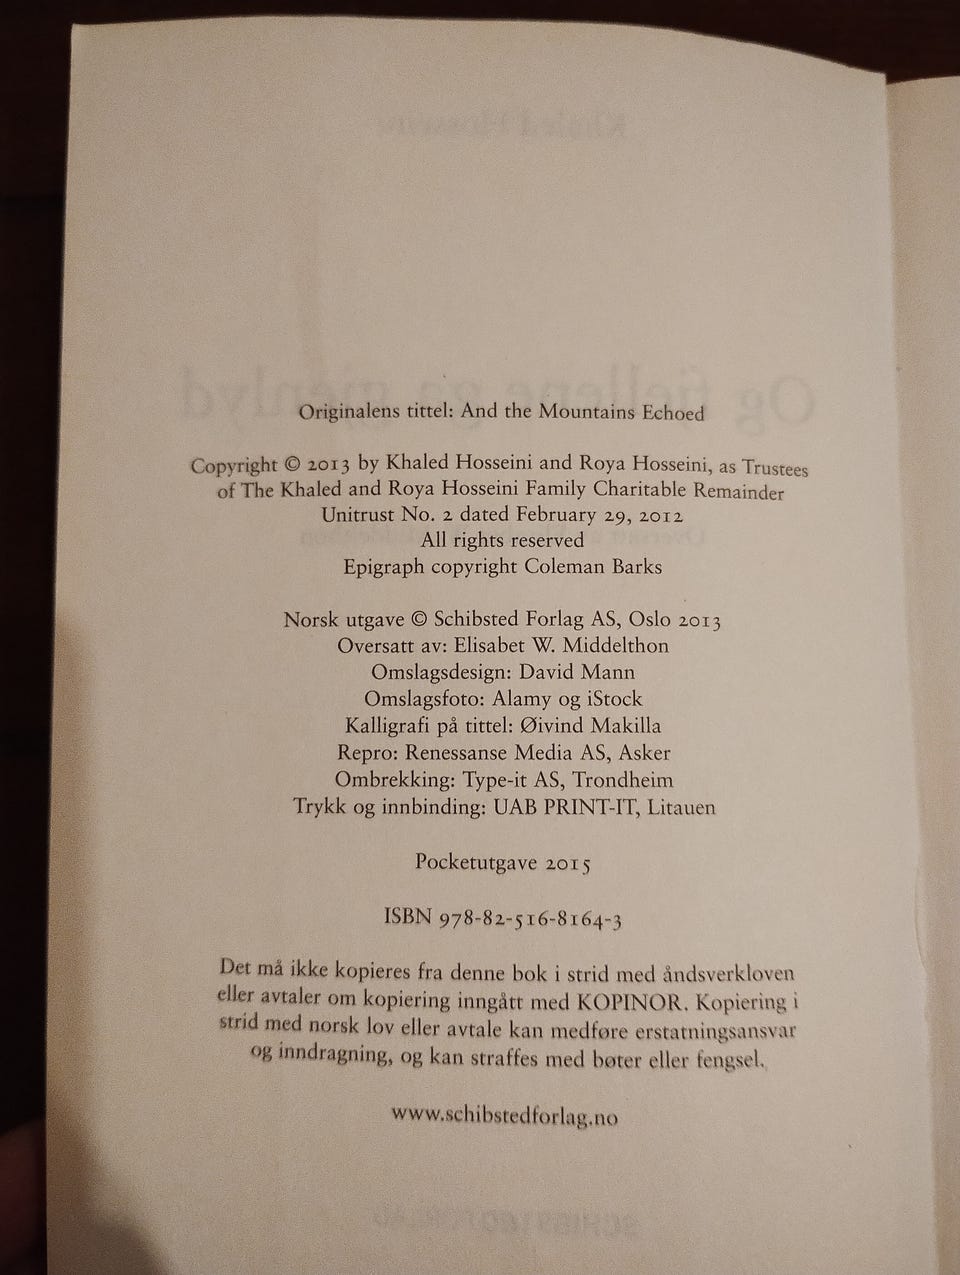 Originalens tittel: And the Mountains Echoed
Copyright © 2013 by Khaled Hosseini and Roya Hosseini, as Trustees
of The Khaled and Roya Hosseini Family Charitable Remainder
Unitrust No. 2 dated February 29, 2012
All rights reserved
Epigraph copyright Coleman Barks
Norsk utgave © Schibsted Forlag AS, Oslo 2013
Oversatt av: Elisabet W. Middelthon
Omslagsdesign: David Mann
Omslagsfoto: Alamy og iStock
Kalligrafi på tittel: Øivind Makilla
Repro: Renessanse Media AS, Asker
Ombrekking: Type-it AS, Trondheim
Trykk og innbinding: UAB PRINT-IT, Litauen
Pocketutgave 2015
ISBN 978-82-516-8164-3
Det må ikke kopieres fra denne bok i strid med åndsverkloven
eller avtaler om kopiering inngått med KOPINOR. Kopiering i
strid med norsk lov eller avtale kan medføre erstatningsansvar
og inndragning, og kan straffes med bøter eller fengsel.
www.schibstedforlag.no